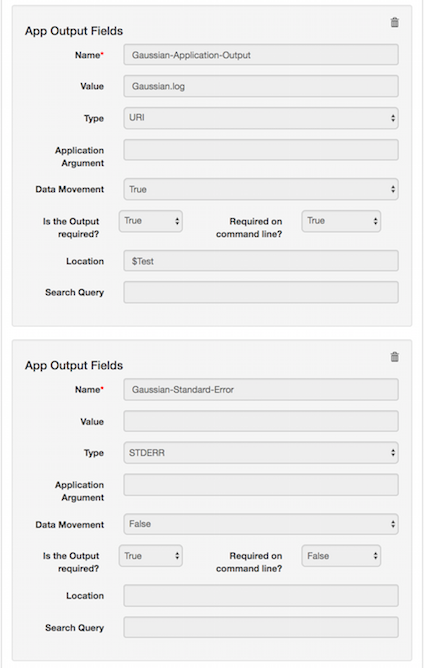 App Output Fields
Name* Gaussian-Application-Output
Value Gaussian.log
Type URI
Application
Argument
Data Movement True
Is the Output True Required on True
required? command line?
Location $Test
Search Query
App Output Fields
Name* Gaussian-Standard-Error
Value
Type STDERR
Application
Argument
Data Movement False
Is the Output True Required on False
required? command line?
Location
Search Query